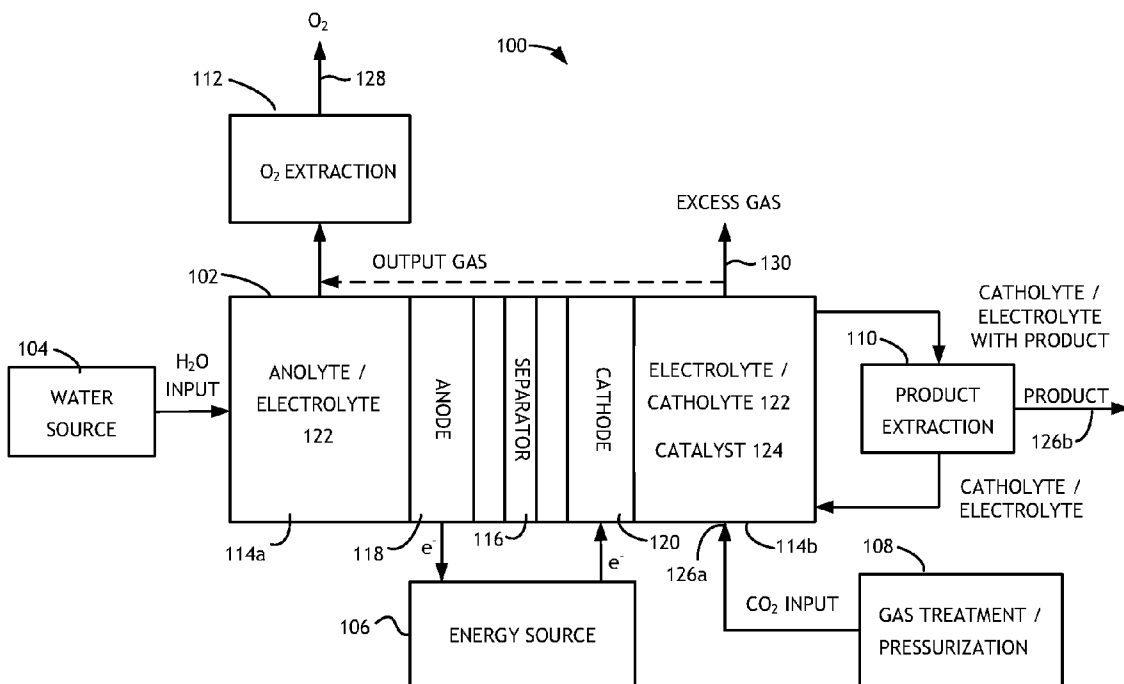 O₂
100
112
128
O₂ EXTRACTION
EXCESS GAS
102
OUTPUT GAS
130
CATHOLYTE /
ELECTROLYTE
WITH PRODUCT
104
H₂O
INPUT
WATER
SOURCE
ANOLYTE /
ELECTROLYTE
122
ANODE
SEPARATOR
CATHODE
ELECTROLYTE /
CATHOLYTE 122
CATALYST 124
110
PRODUCT
EXTRACTION
PRODUCT
126b
CATHOLYTE /
ELECTROLYTE
114a
118
e⁻
116
e⁻
120
126a
114b
108
106
ENERGY SOURCE
CO₂ INPUT
GAS TREATMENT /
PRESSURIZATION